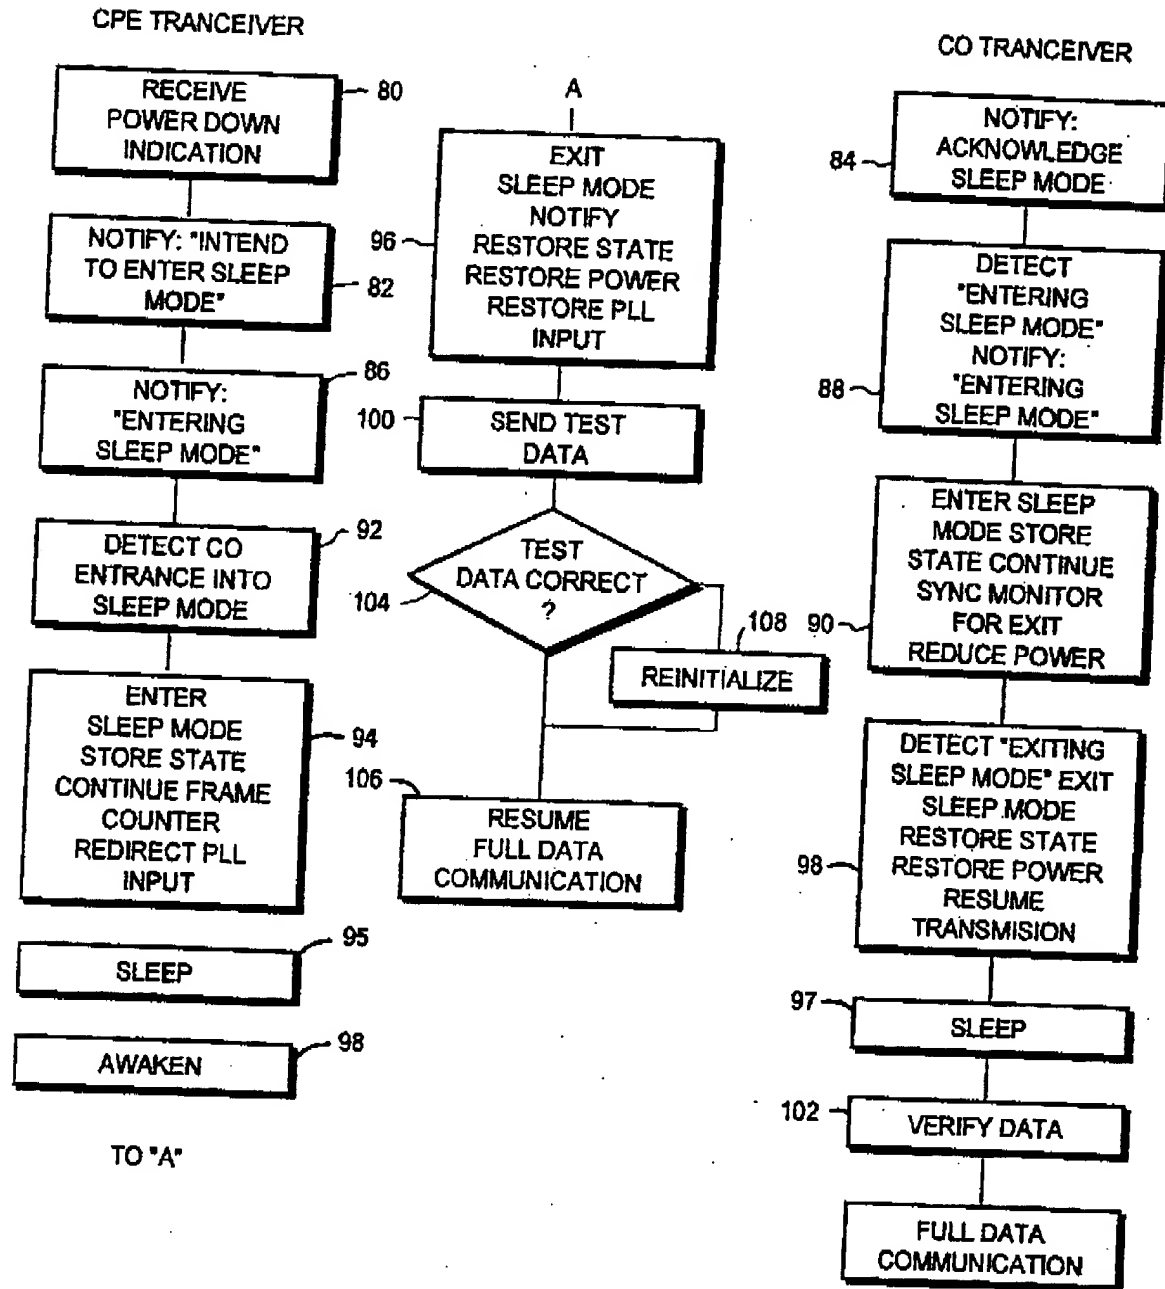 CPE TRANCEIVER
RECEIVE
POWER DOWN
INDICATION
80
NOTIFY: "INTEND
TO ENTER SLEEP
MODE"
82
86
NOTIFY:
"ENTERING
SLEEP MODE"
92
DETECT CO
ENTRANCE INTO
SLEEP MODE
ENTER
SLEEP MODE
STORE STATE
CONTINUE FRAME
COUNTER
REDIRECT PLL
INPUT
94
SLEEP
95
AWAKEN
98
TO "A"
A
EXIT
SLEEP MODE
NOTIFY
RESTORE STATE
RESTORE POWER
RESTORE PLL
INPUT
96
100
SEND TEST
DATA
TEST
DATA CORRECT
?
104
108
REINITIALIZE
106
RESUME
FULL DATA
COMMUNICATION
CO TRANCEIVER
NOTIFY:
ACKNOWLEDGE
SLEEP MODE
84
DETECT
"ENTERING
SLEEP MODE"
NOTIFY:
"ENTERING
SLEEP MODE"
88
ENTER SLEEP
MODE STORE
STATE CONTINUE
SYNC MONITOR
FOR EXIT
REDUCE POWER
90
DETECT "EXITING
SLEEP MODE" EXIT
SLEEP MODE
RESTORE STATE
RESTORE POWER
RESUME
TRANSMISION
98
97
SLEEP
102
VERIFY DATA
FULL DATA
COMMUNICATION